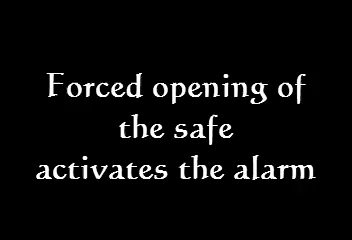 Forced opening of
the safe
activates the alarm